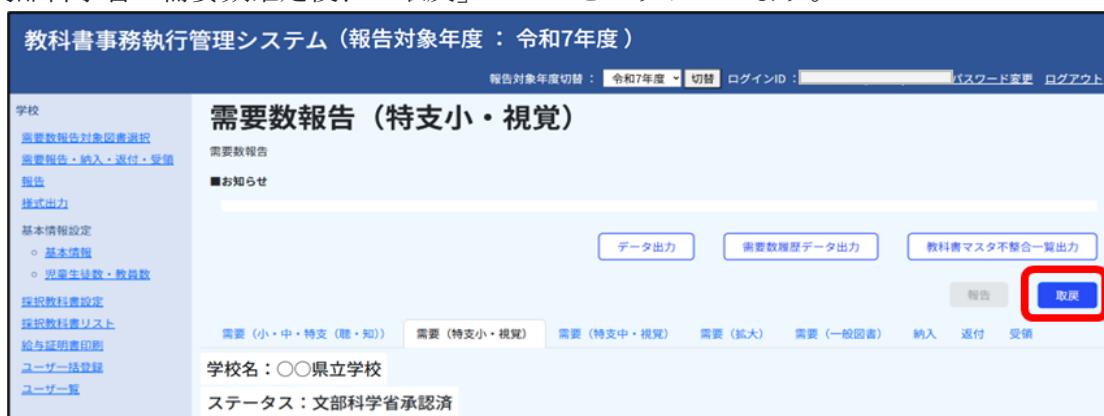 教科書事務執行管理システム（報告対象年度 ： 令和7年度 ）
報告対象年度切替 ： 令和7年度 切替 ログインID ： パスワード変更 ログアウト
学校
需要数報告対象図書選択
需要報告・納入・返付・受領
報告
様式出力
基本情報設定
基本情報
児童生徒数・教員数
採択教科書設定
採択教科書リスト
給与証明書印刷
ユーザー一括登録
ユーザ一覧
需要数報告（特支小・視覚）
需要数報告
■お知らせ
データ出力 需要数履歴データ出力 教科書マスタ不整合一覧出力
報告 取戻
需要（小・中・特支（聴・知）） 需要（特支小・視覚） 需要（特支中・視覚） 需要（拡大） 需要（一般図書） 納入 返付 受領
学校名：○○県立学校
ステータス：文部科学省承認済